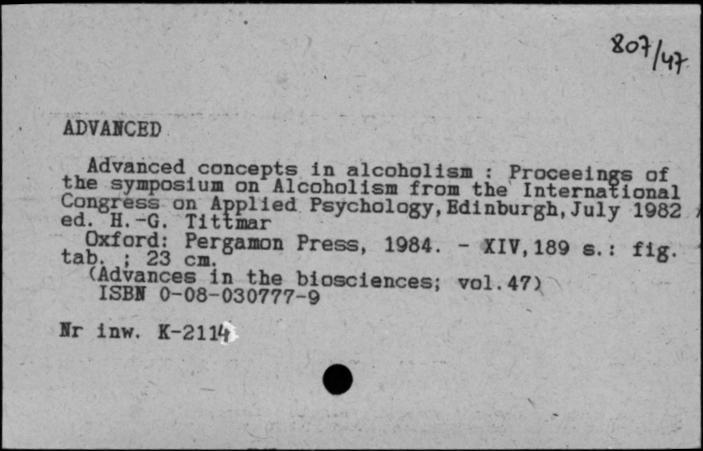 807/47
ADVANCED
Advanced concepts in alcoholism : Proceeings of
the symposium on Alcoholism from the International
Congress on Applied Psychology,Edinburgh,July 1982 /
ed. H.-G. Tittmar
Oxford: Pergamon Press, 1984. - XIV,189 s.: fig.
tab. ; 23 cm.
(Advances in the biosciences; vol.47)
ISBN 0-08-030777-9
Nr inw. K-2114